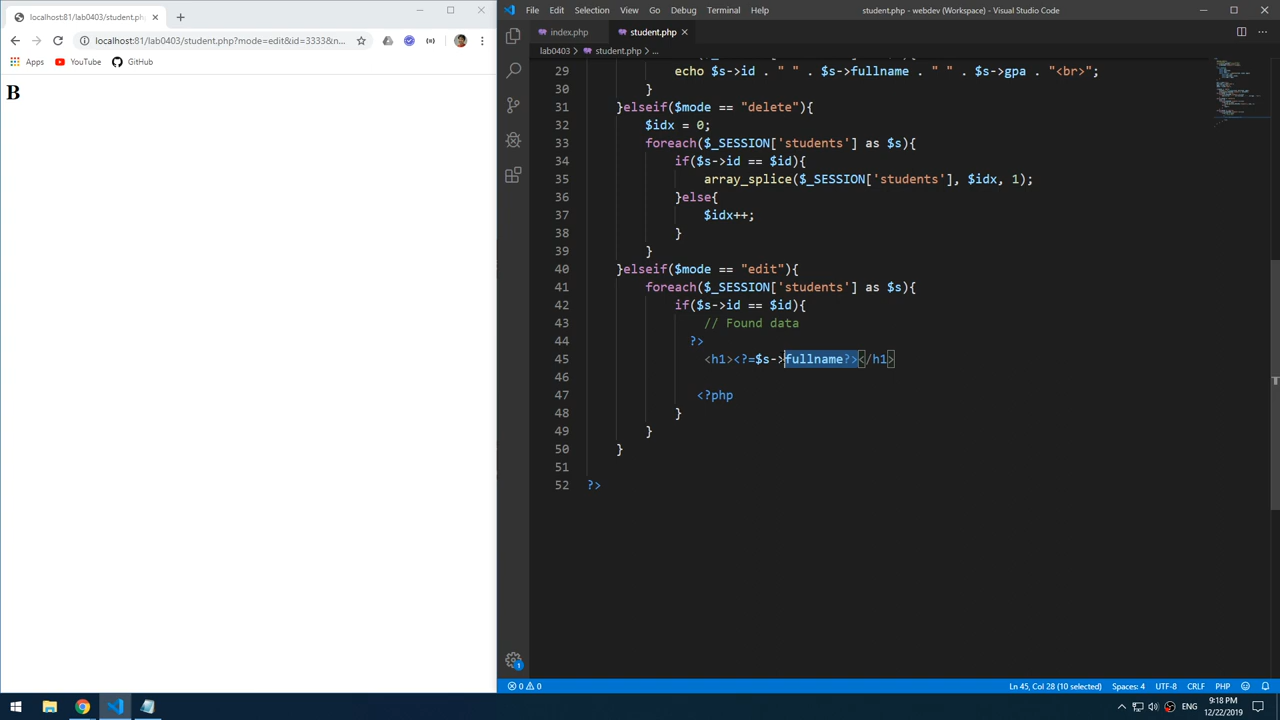 localhost:81/lab0403/student.php
localhost:81/lab0403/student.php?mode=edit&id=3333&n...
Apps YouTube GitHub
B
File Edit Selection View Go Debug Terminal Help student.php - webdev (Workspace) - Visual Studio Code
index.php student.php
lab0403 > student.php > ...
29 echo $s->id . " " . $s->fullname . " " . $s->gpa . "<br>";
30 }
31 }elseif($mode == "delete"){
32 $idx = 0;
33 foreach($_SESSION['students'] as $s){
34 if($s->id == $id){
35 array_splice($_SESSION['students'], $idx, 1);
36 }else{
37 $idx++;
38 }
39 }
40 }elseif($mode == "edit"){
41 foreach($_SESSION['students'] as $s){
42 if($s->id == $id){
43 // Found data
44 ?>
45 <h1><?=$s->fullname?></h1>
46
47 <?php
48 }
49 }
50 }
51
52 ?>
0 0 Ln 45, Col 28 (10 selected) Spaces: 4 UTF-8 CRLF PHP
ENG 9:18 PM
12/22/2019